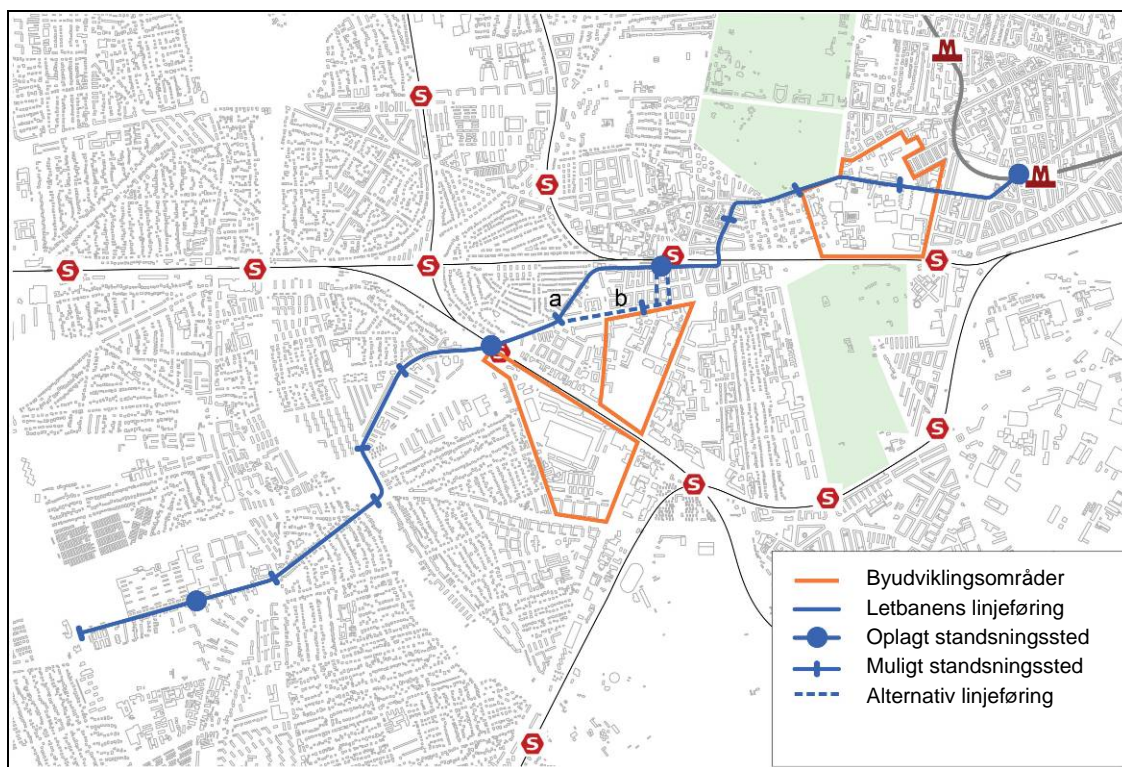 M
S
S
M
S
S
S
S
S
a
b
S
S
S
S
Byudviklingsområder
Letbanens linjeføring
Oplagt standsningssted
Muligt standsningssted
Alternativ linjeføring
S